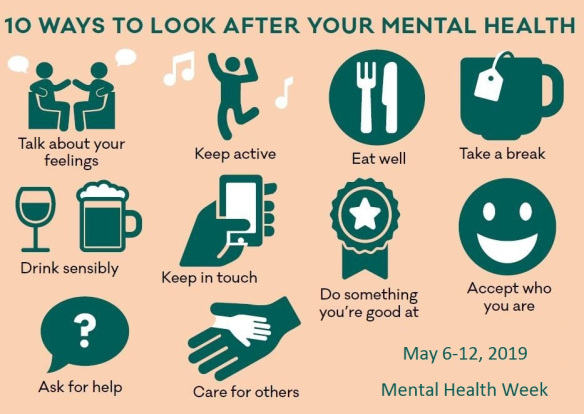 10 WAYS TO LOOK AFTER YOUR MENTAL HEALTH
Talk about your
feelings
Keep active
Eat well
Take a break
Drink sensibly
Keep in touch
Do something
you're good at
Accept who
you are
?
Ask for help
Care for others
May 6-12, 2019
Mental Health Week